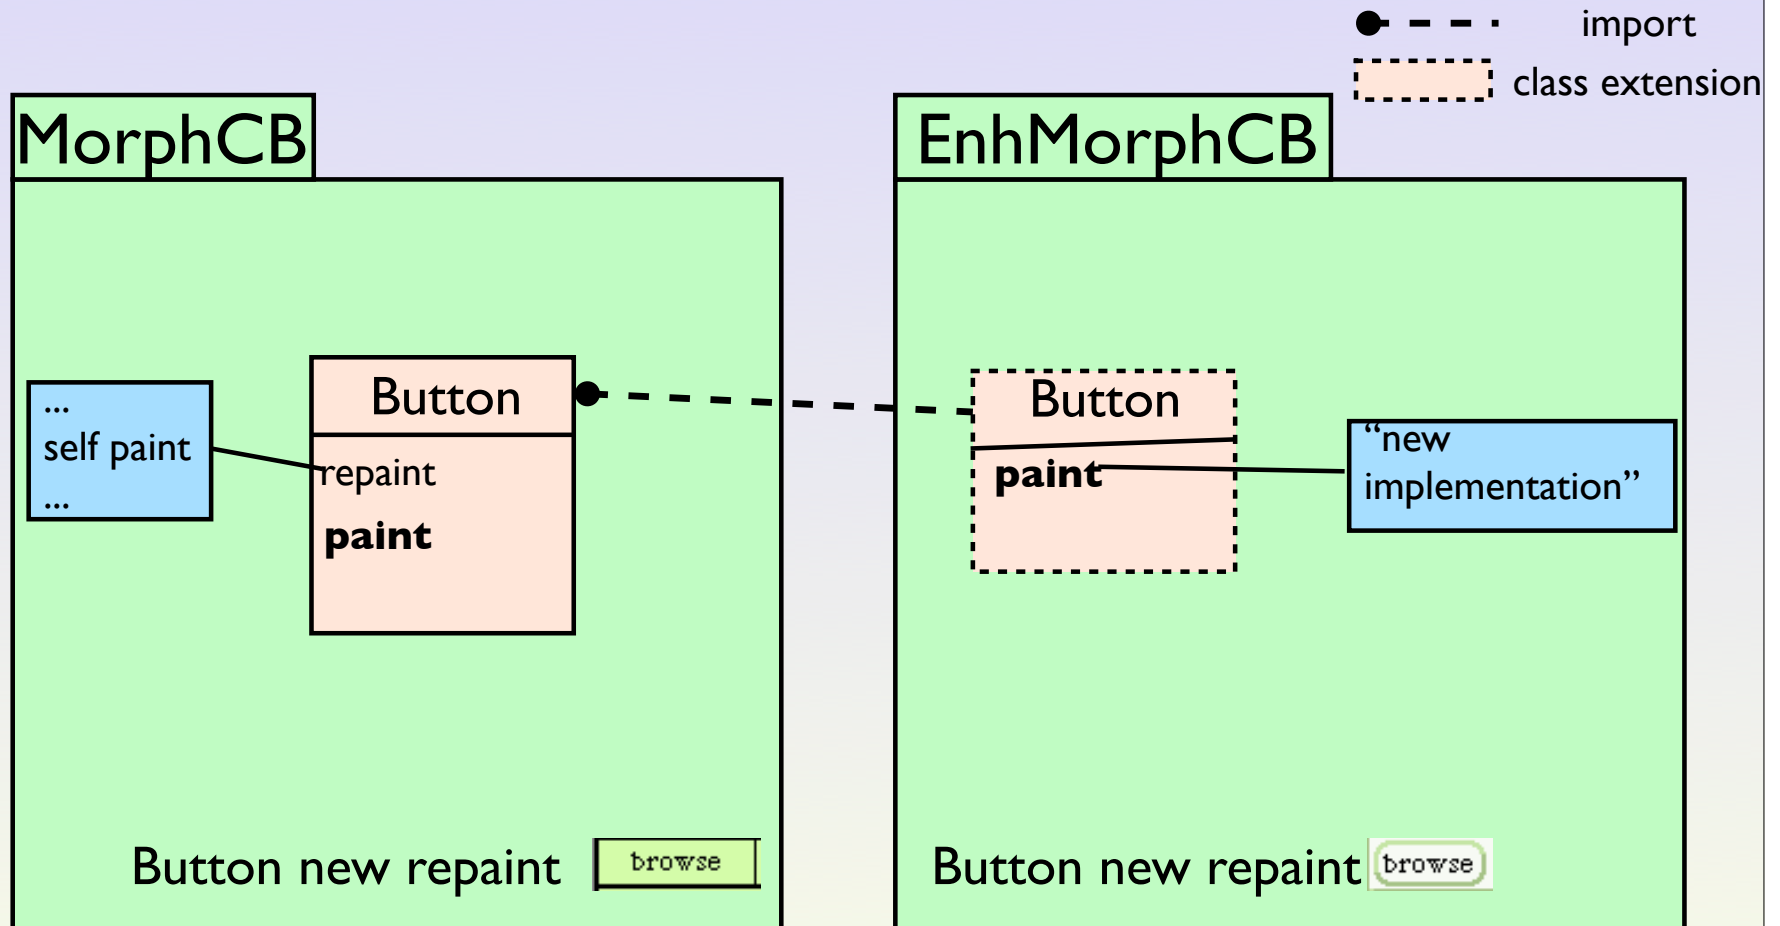 import
class extension
MorphCB
EnhMorphCB
...
self paint
...
Button
repaint
paint
Button
paint
“new
implementation”
Button new repaint
browse
Button new repaint
browse